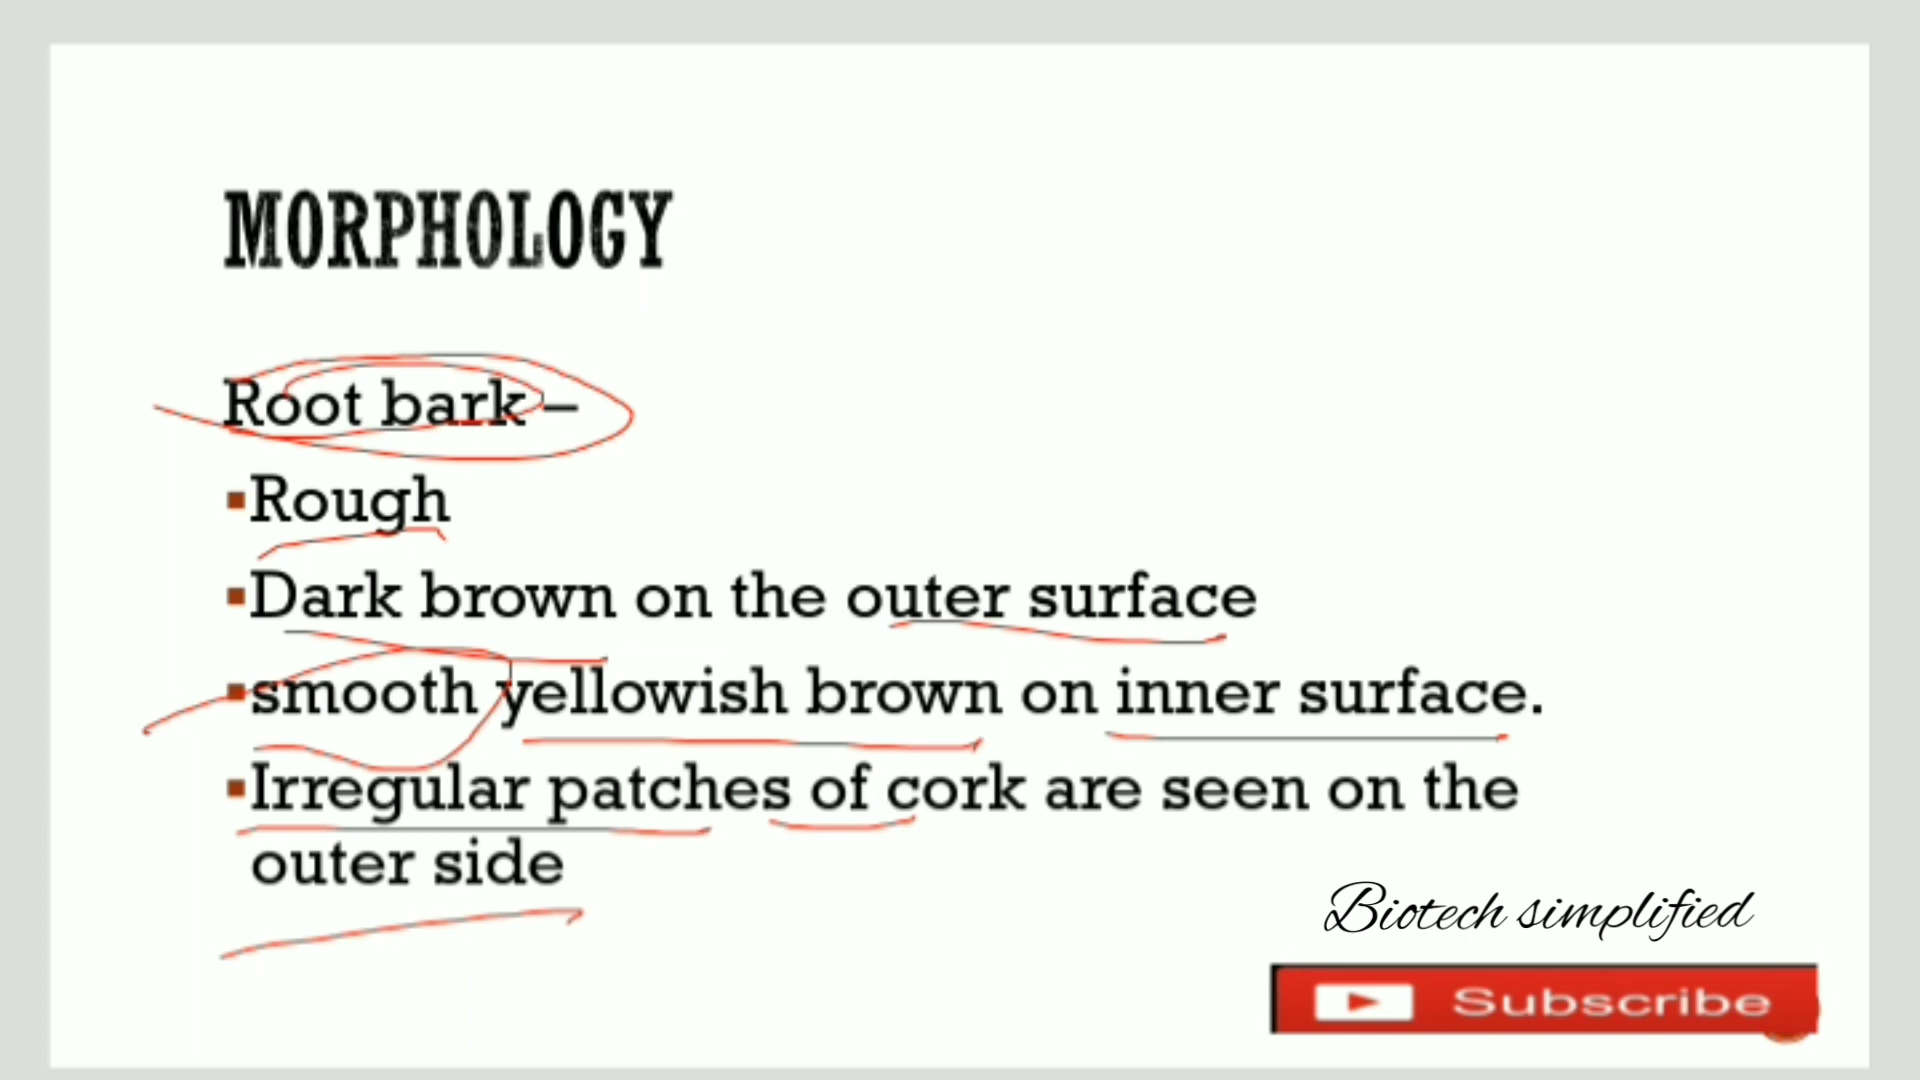 MORPHOLOGY
Root bark –
▪Rough
▪Dark brown on the outer surface
▪smooth yellowish brown on inner surface.
▪Irregular patches of cork are seen on the
outer side
Biotech simplified
Subscribe